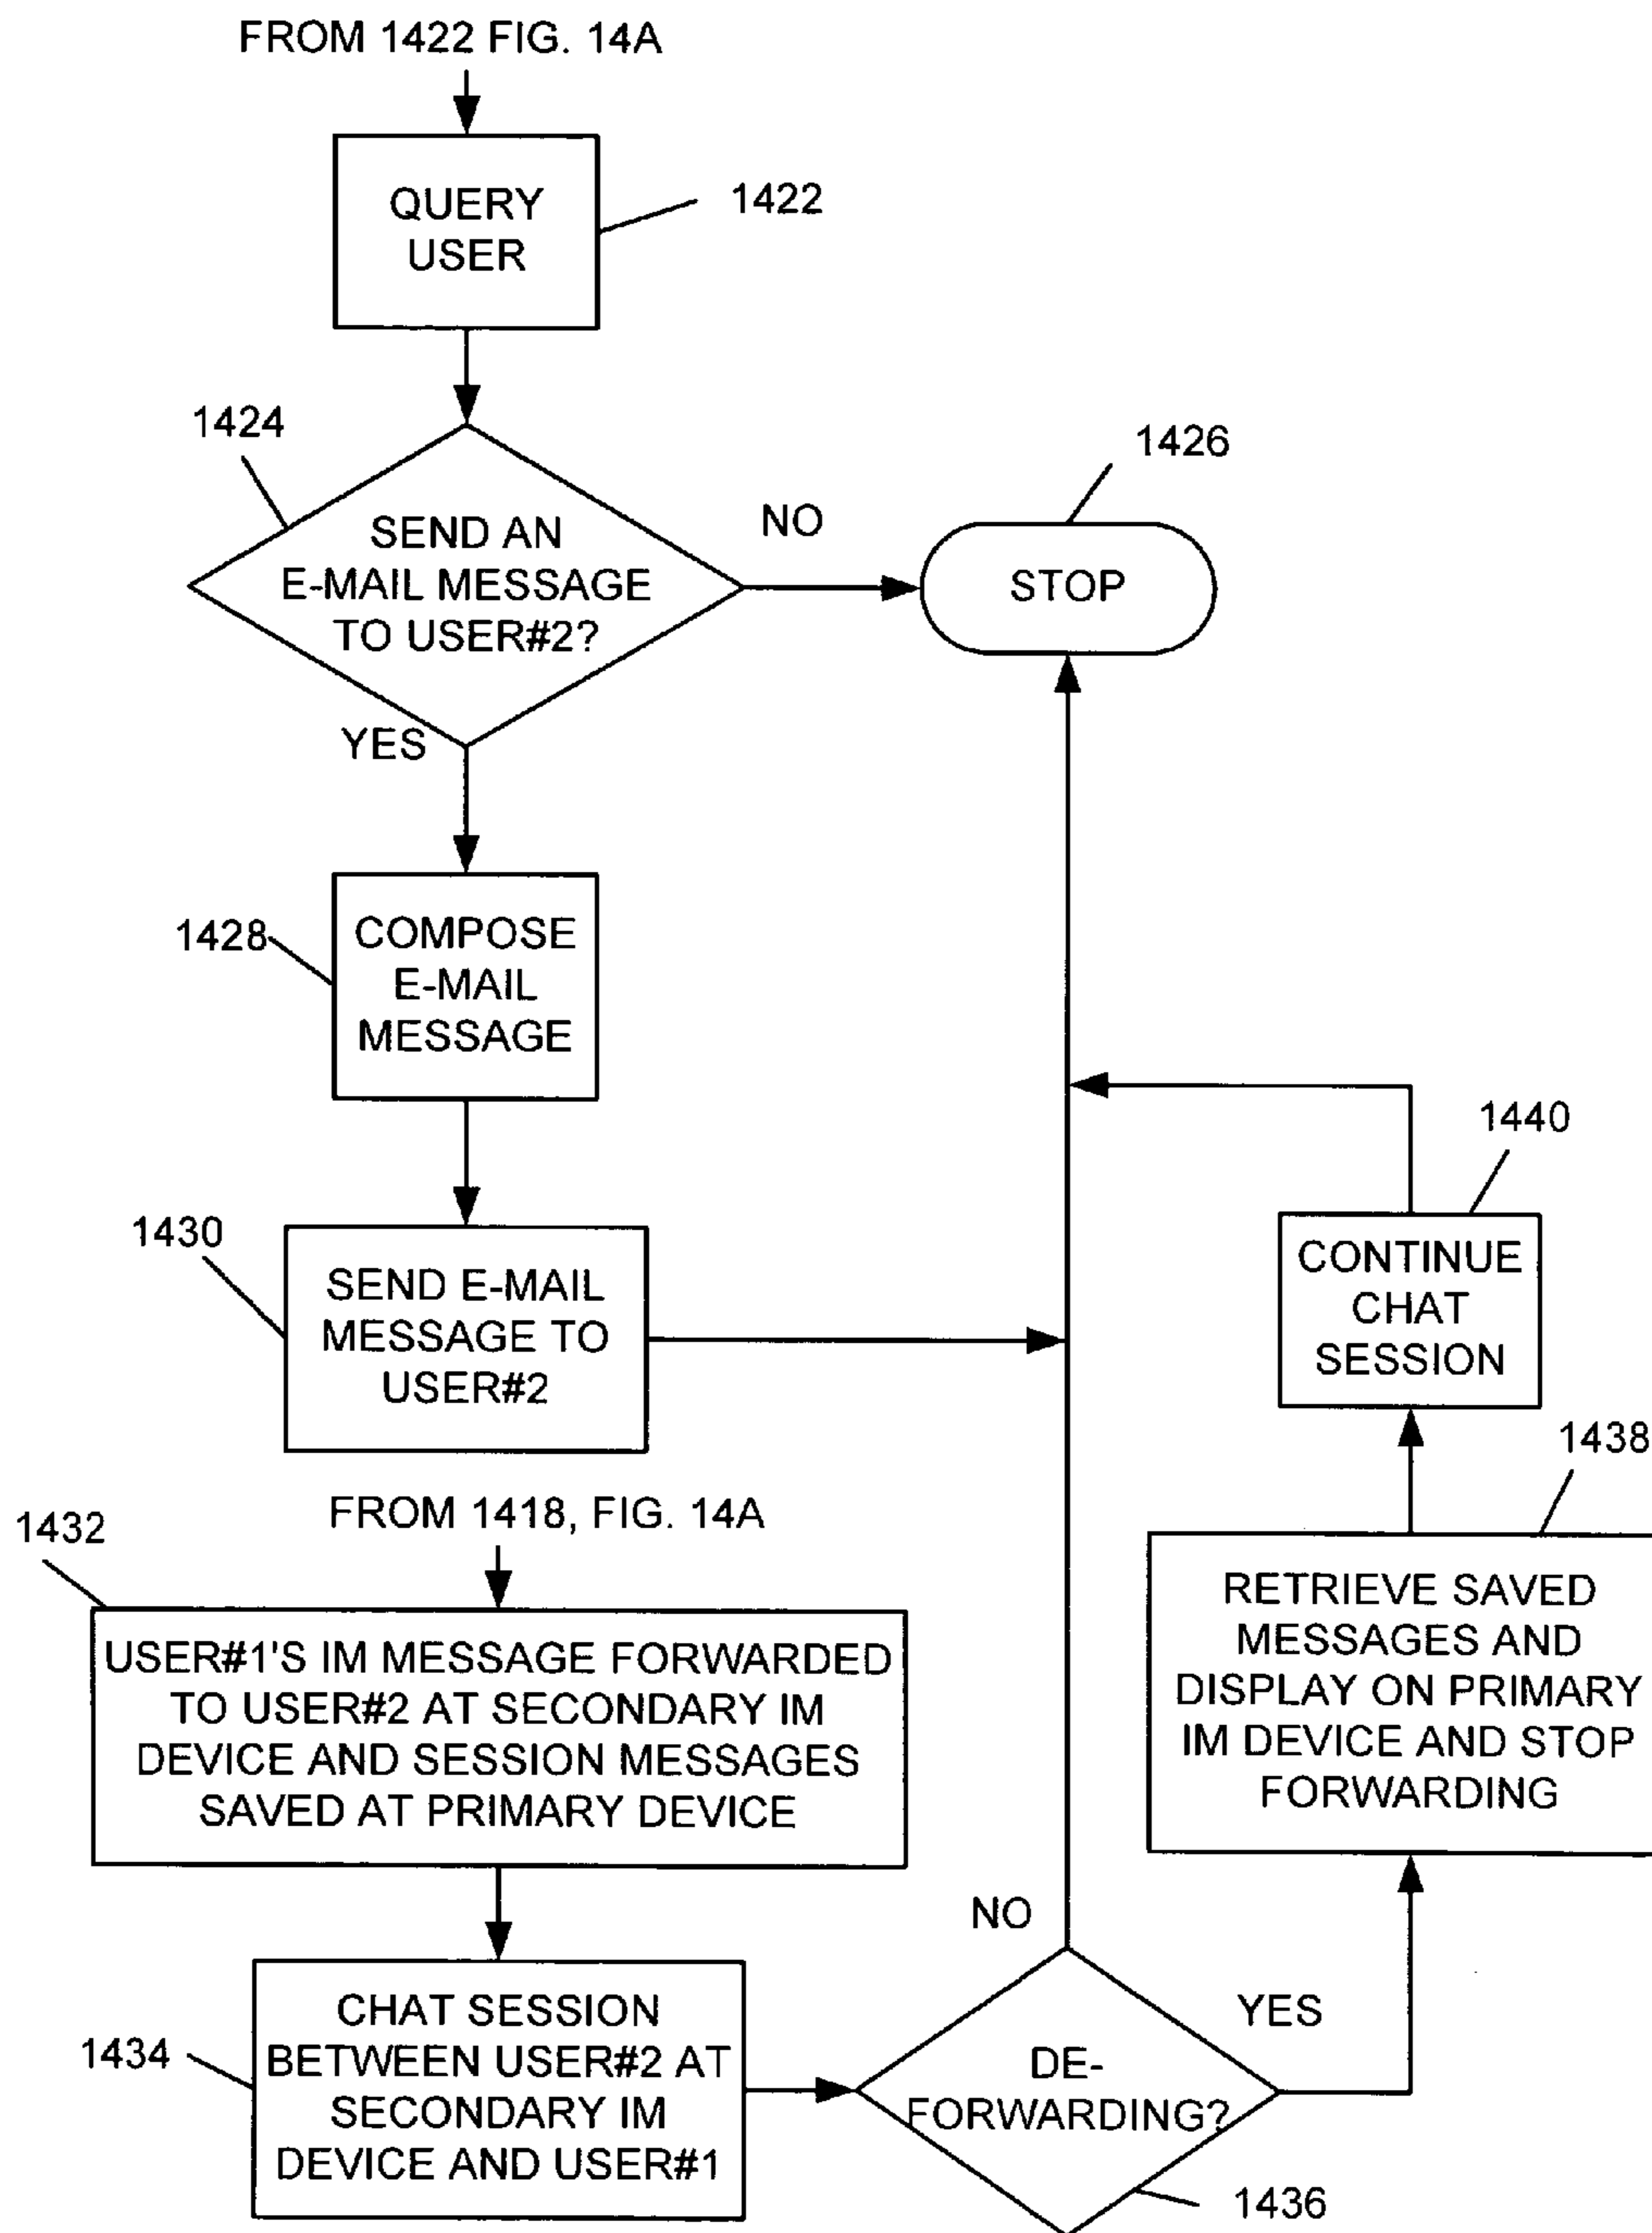 FROM 1422 FIG. 14A
QUERY
USER
1422
1424
SEND AN
E-MAIL MESSAGE
TO USER#2?
NO
1426
STOP
YES
1428
COMPOSE
E-MAIL
MESSAGE
1430
SEND E-MAIL
MESSAGE TO
USER#2
1440
CONTINUE
CHAT
SESSION
1438
RETRIEVE SAVED
MESSAGES AND
DISPLAY ON PRIMARY
IM DEVICE AND STOP
FORWARDING
FROM 1418, FIG. 14A
1432
USER#1'S IM MESSAGE FORWARDED
TO USER#2 AT SECONDARY IM
DEVICE AND SESSION MESSAGES
SAVED AT PRIMARY DEVICE
1434
CHAT SESSION
BETWEEN USER#2 AT
SECONDARY IM
DEVICE AND USER#1
NO
YES
DE-
FORWARDING?
1436